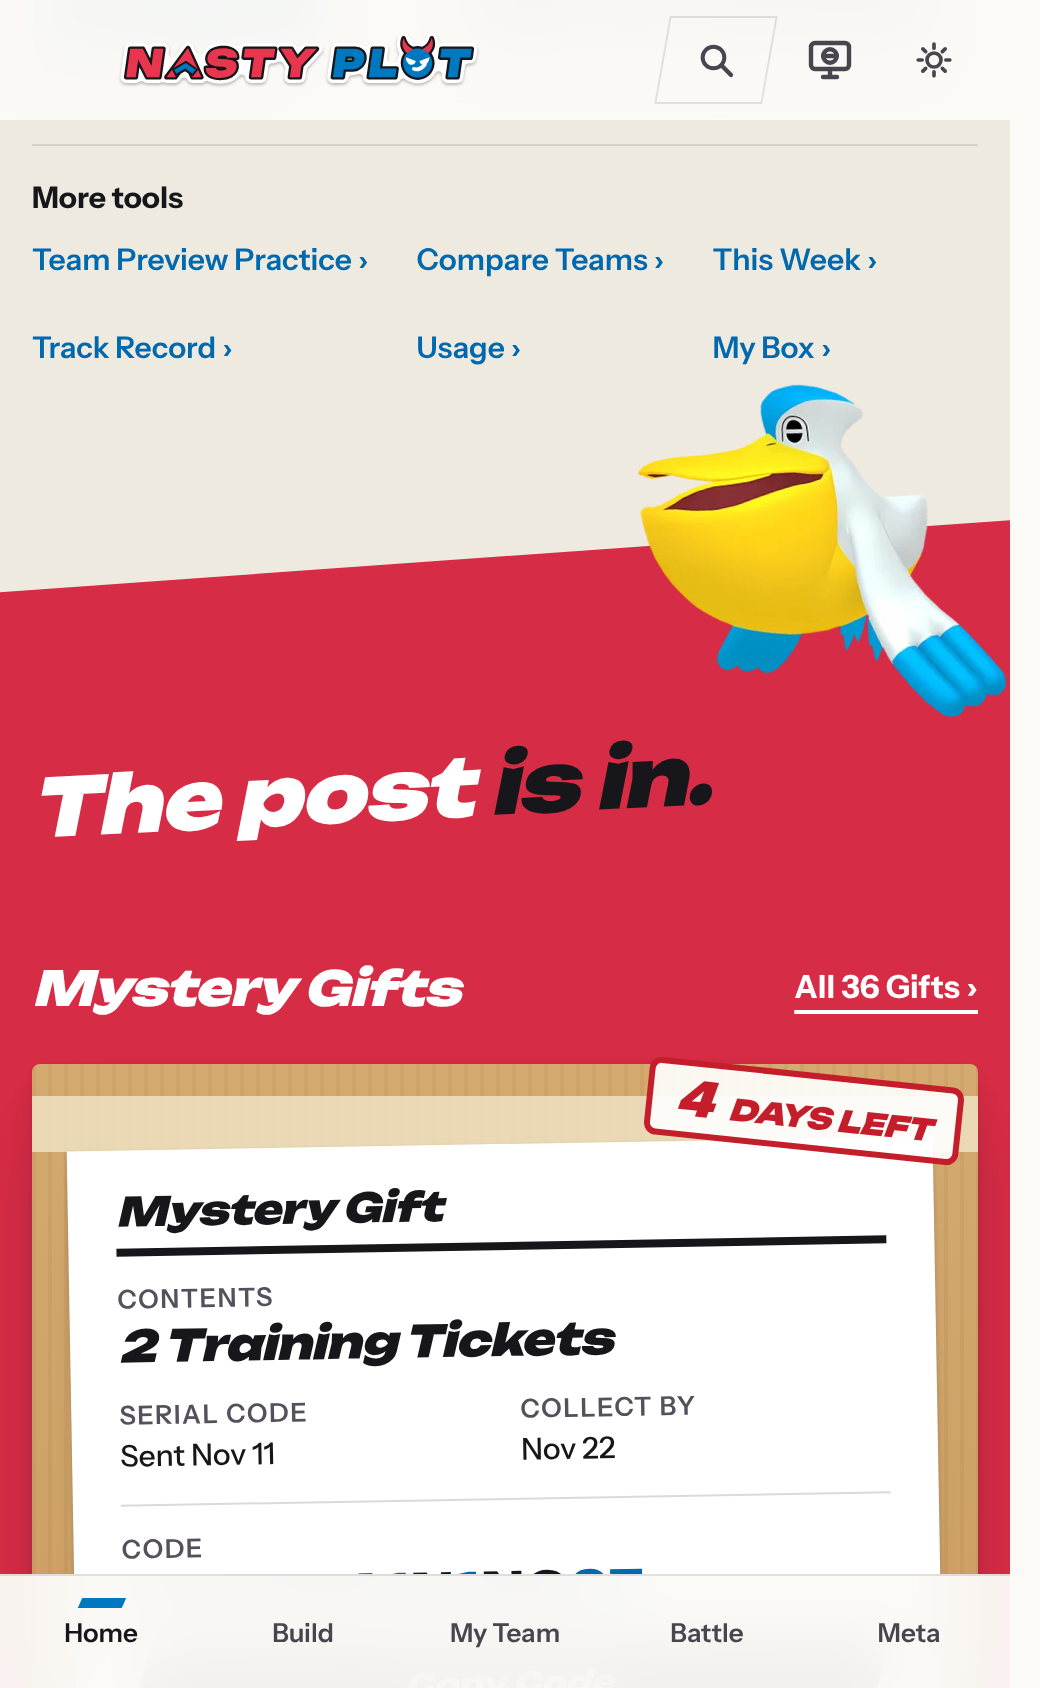 NASTY PLOT
More tools
Team Preview Practice ›
Compare Teams ›
This Week ›
Track Record ›
Usage ›
My Box ›
The post is in.
Mystery Gifts
All 36 Gifts ›
4 DAYS LEFT
Mystery Gift
CONTENTS
2 Training Tickets
SERIAL CODE
Sent Nov 11
COLLECT BY
Nov 22
CODE
Home
Build
My Team
Battle
Meta
Copy Code